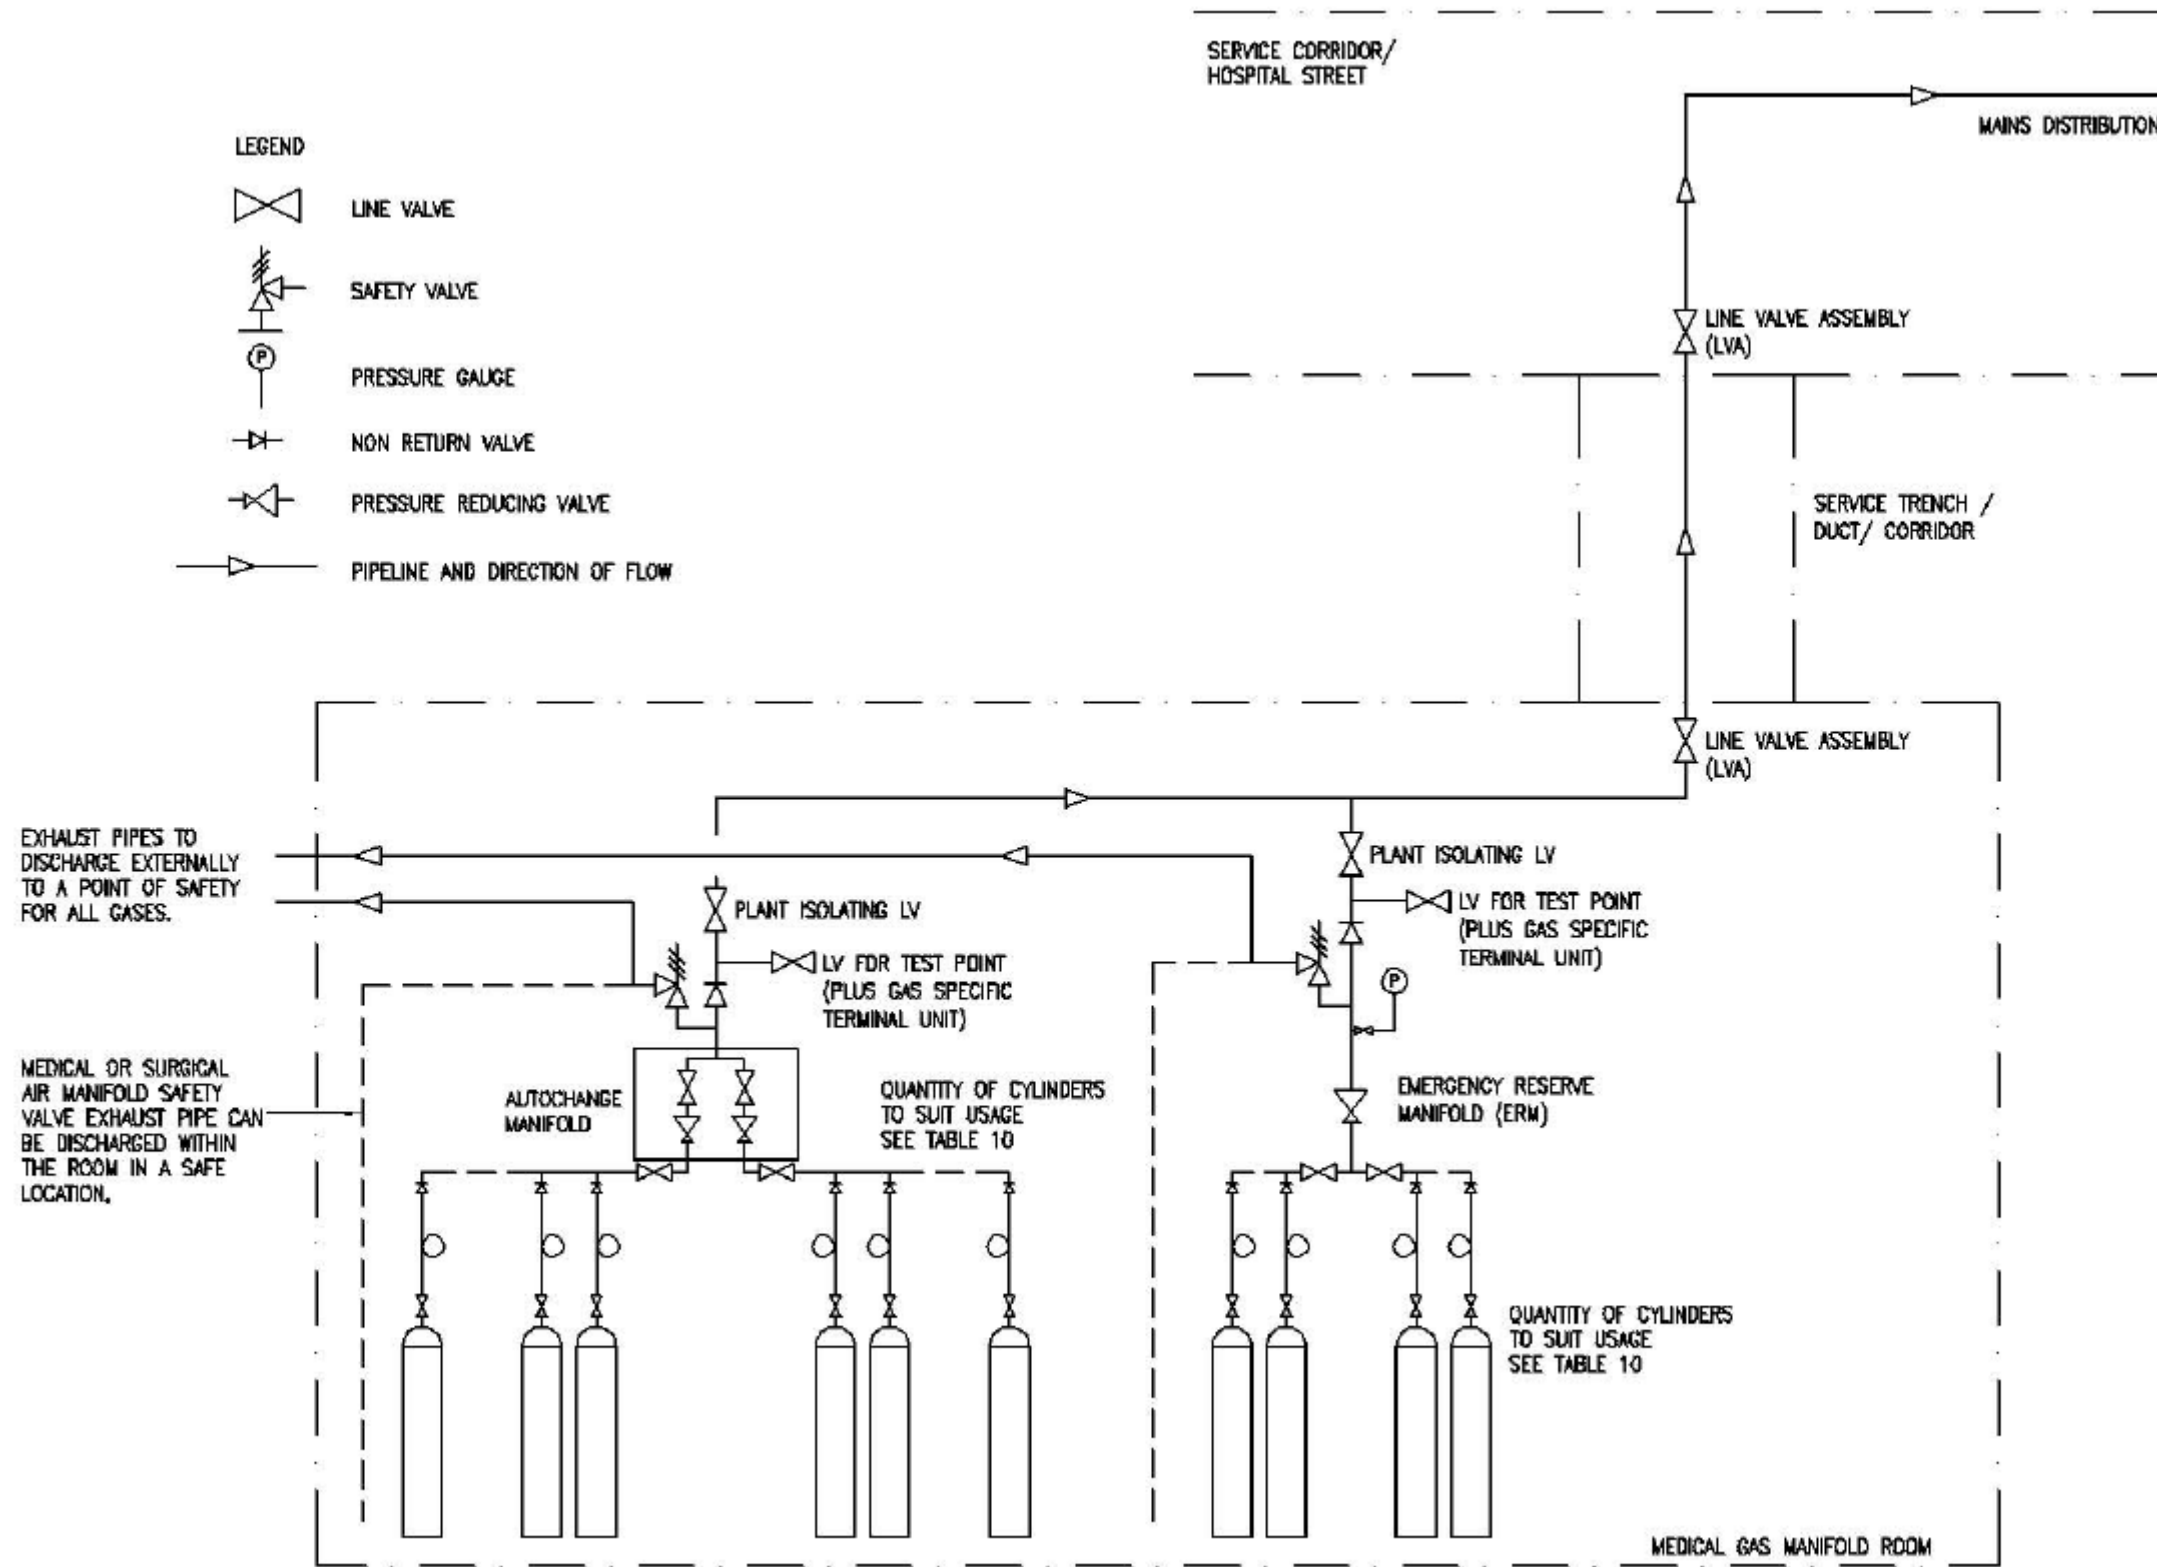 SERVICE CORRIDOR/
HOSPITAL STREET
MAINS DISTRIBUTION
LEGEND
LINE VALVE
SAFETY VALVE
P
PRESSURE GAUGE
NON RETURN VALVE
PRESSURE REDUCING VALVE
PIPELINE AND DIRECTION OF FLOW
LINE VALVE ASSEMBLY
(LVA)
SERVICE TRENCH /
DUCT/ CORRIDOR
LINE VALVE ASSEMBLY
(LVA)
EXHAUST PIPES TO
DISCHARGE EXTERNALLY
TO A POINT OF SAFETY
FOR ALL GASES.
PLANT ISOLATING LV
PLANT ISOLATING LV
LV FOR TEST POINT
(PLUS GAS SPECIFIC
TERMINAL UNIT)
LV FOR TEST POINT
(PLUS GAS SPECIFIC
TERMINAL UNIT)
P
MEDICAL OR SURGICAL
AIR MANIFOLD SAFETY
VALVE EXHAUST PIPE CAN
BE DISCHARGED WITHIN
THE ROOM IN A SAFE
LOCATION.
AUTOCHANGE
MANIFOLD
QUANTITY OF CYLINDERS
TO SUIT USAGE
SEE TABLE 10
EMERGENCY RESERVE
MANIFOLD (ERM)
QUANTITY OF CYLINDERS
TO SUIT USAGE
SEE TABLE 10
MEDICAL GAS MANIFOLD ROOM